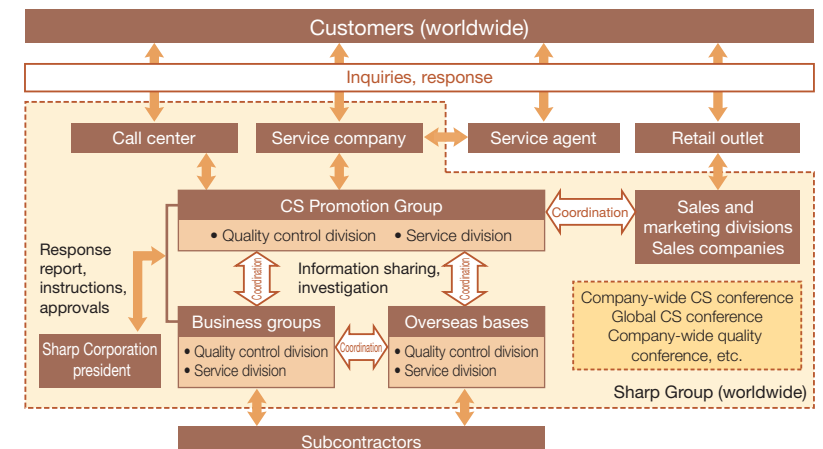 Customers (worldwide)
Inquiries, response
Call center
Service company
Service agent
Retail outlet
CS Promotion Group
• Quality control division • Service division
Coordination
Sales and
marketing divisions
Sales companies
Response
report,
instructions,
approvals
Coordination
Information sharing,
investigation
Coordination
Company-wide CS conference
Global CS conference
Company-wide quality
conference, etc.
Business groups
• Quality control division
• Service division
Coordination
Overseas bases
• Quality control division
• Service division
Sharp Corporation
president
Sharp Group (worldwide)
Subcontractors